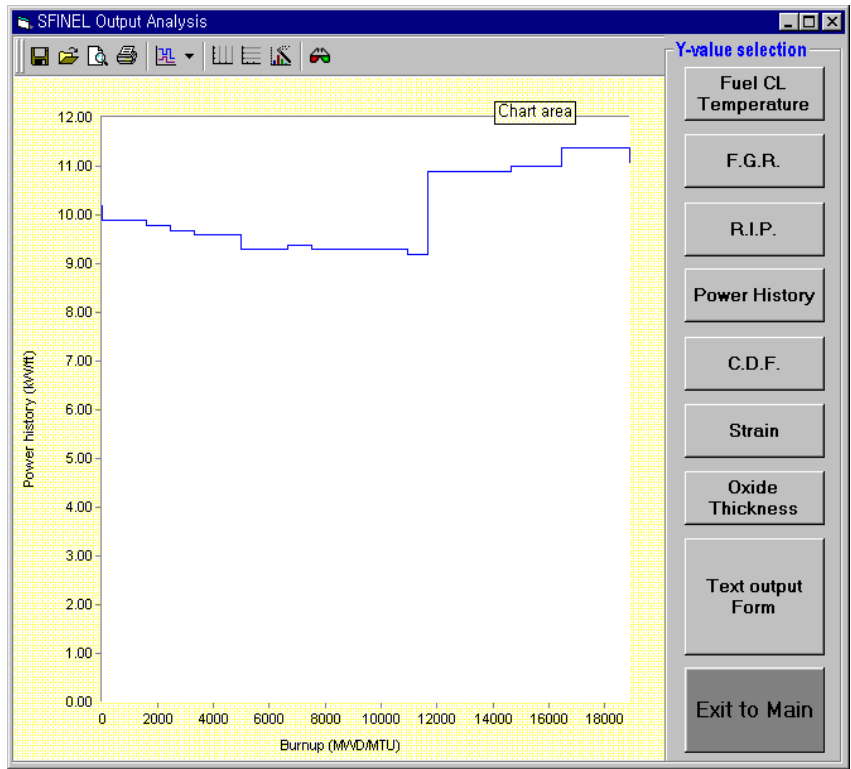 SFINEL Output Analysis
Y-value selection
Fuel CL
Temperature
F.G.R.
R.I.P.
Power History
C.D.F.
Strain
Oxide
Thickness
Text output
Form
Exit to Main
Chart area
12.00
11.00
10.00
9.00
8.00
7.00
6.00
5.00
4.00
3.00
2.00
1.00
0.00
Power history (kW/ft)
0 2000 4000 6000 8000 10000 12000 14000 16000 18000
Burnup (MWD/MTU)